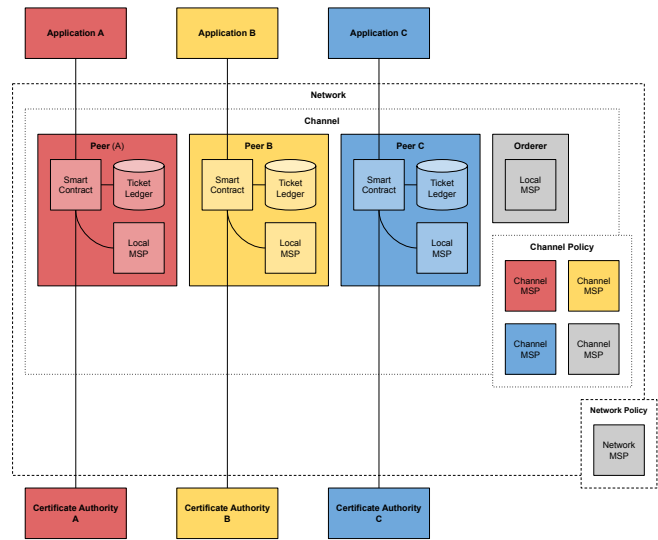 Application A
Application B
Application C
Network
Channel
Peer (A)
Smart
Contract
Ticket
Ledger
Local
MSP
Peer B
Smart
Contract
Ticket
Ledger
Local
MSP
Peer C
Smart
Contract
Ticket
Ledger
Local
MSP
Orderer
Local
MSP
Channel Policy
Channel
MSP
Channel
MSP
Channel
MSP
Channel
MSP
Network Policy
Network
MSP
Certificate Authority
A
Certificate Authority
B
Certificate Authority
C